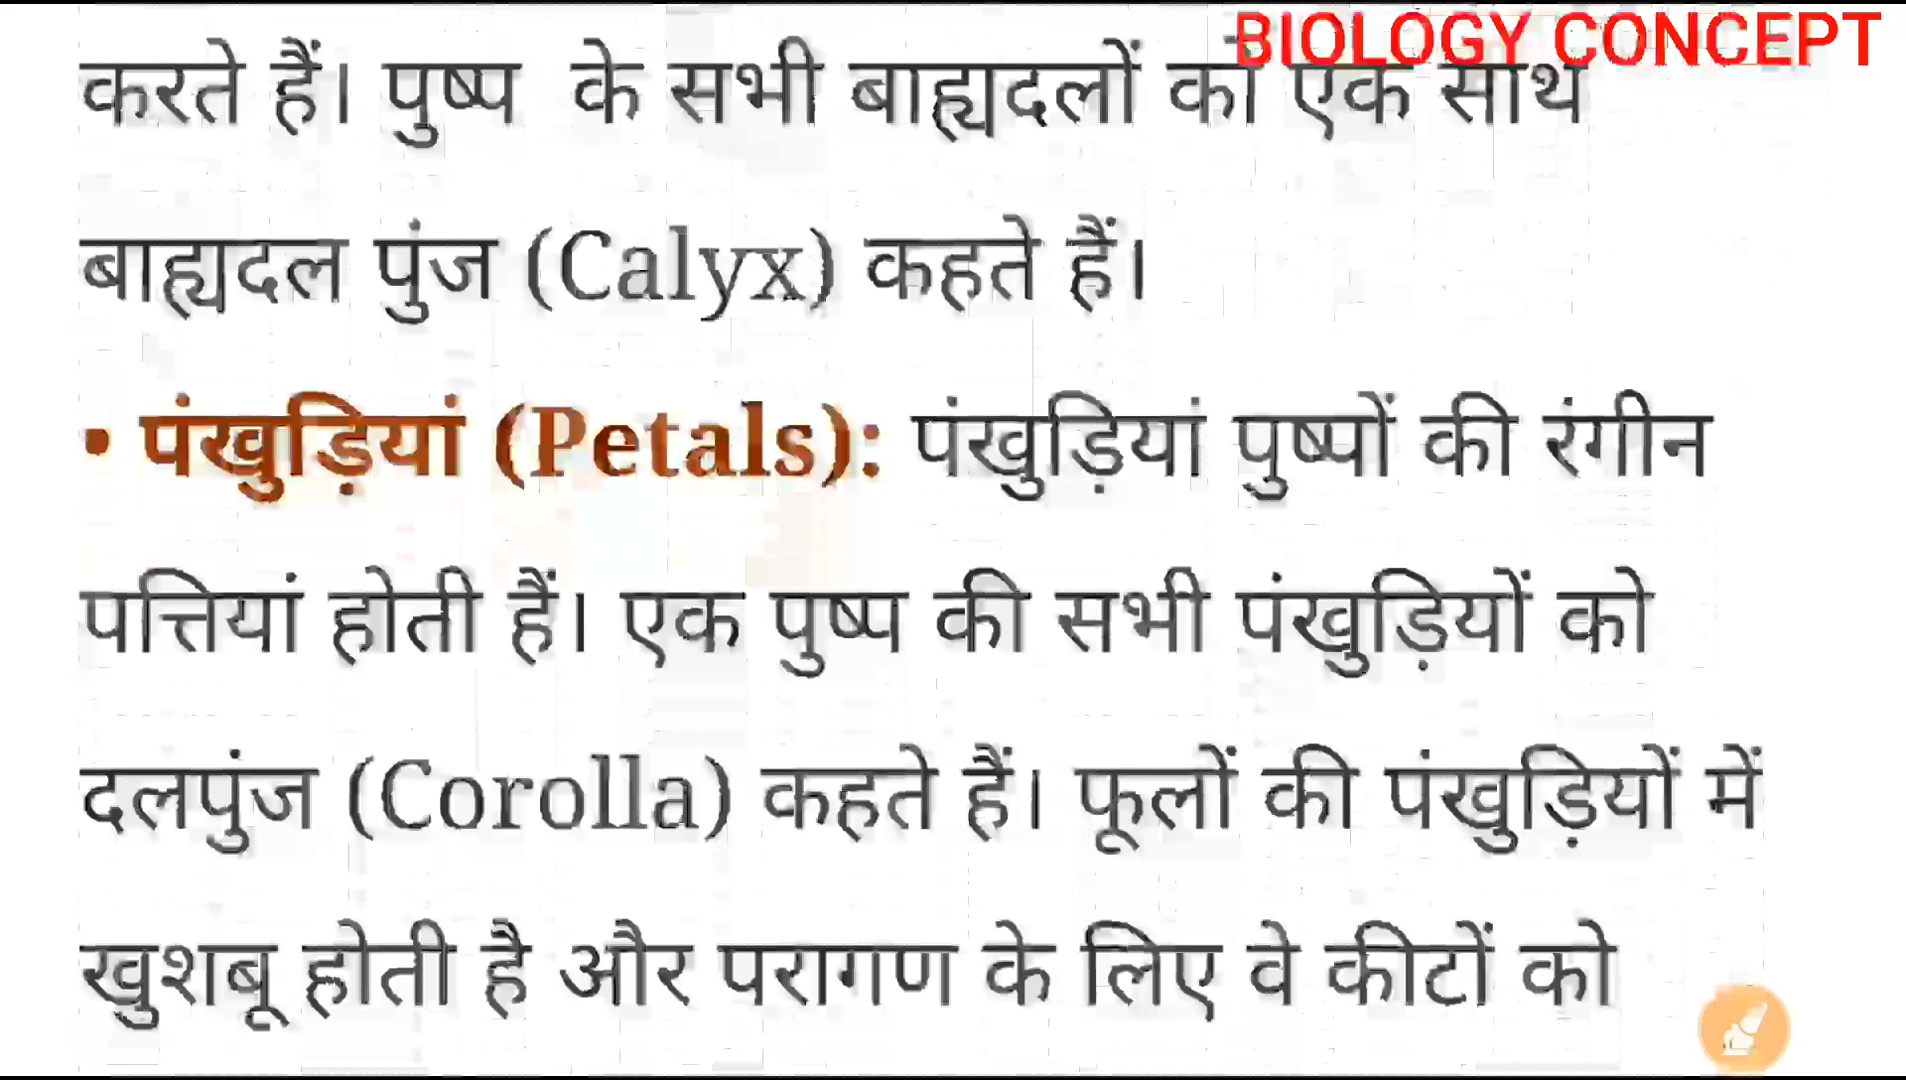 BIOLOGY CONCEPT
करते हैं। पुष्प के सभी बाह्यदलों को एक साथ
बाह्यदल पुंज (Calyx) कहते हैं।
• पंखुड़ियां (Petals): पंखुड़ियां पुष्पों की रंगीन
पत्तियां होती हैं। एक पुष्प की सभी पंखुड़ियों को
दलपुंज (Corolla) कहते हैं। फूलों की पंखुड़ियों में
खुशबू होती है और परागण के लिए वे कीटों को